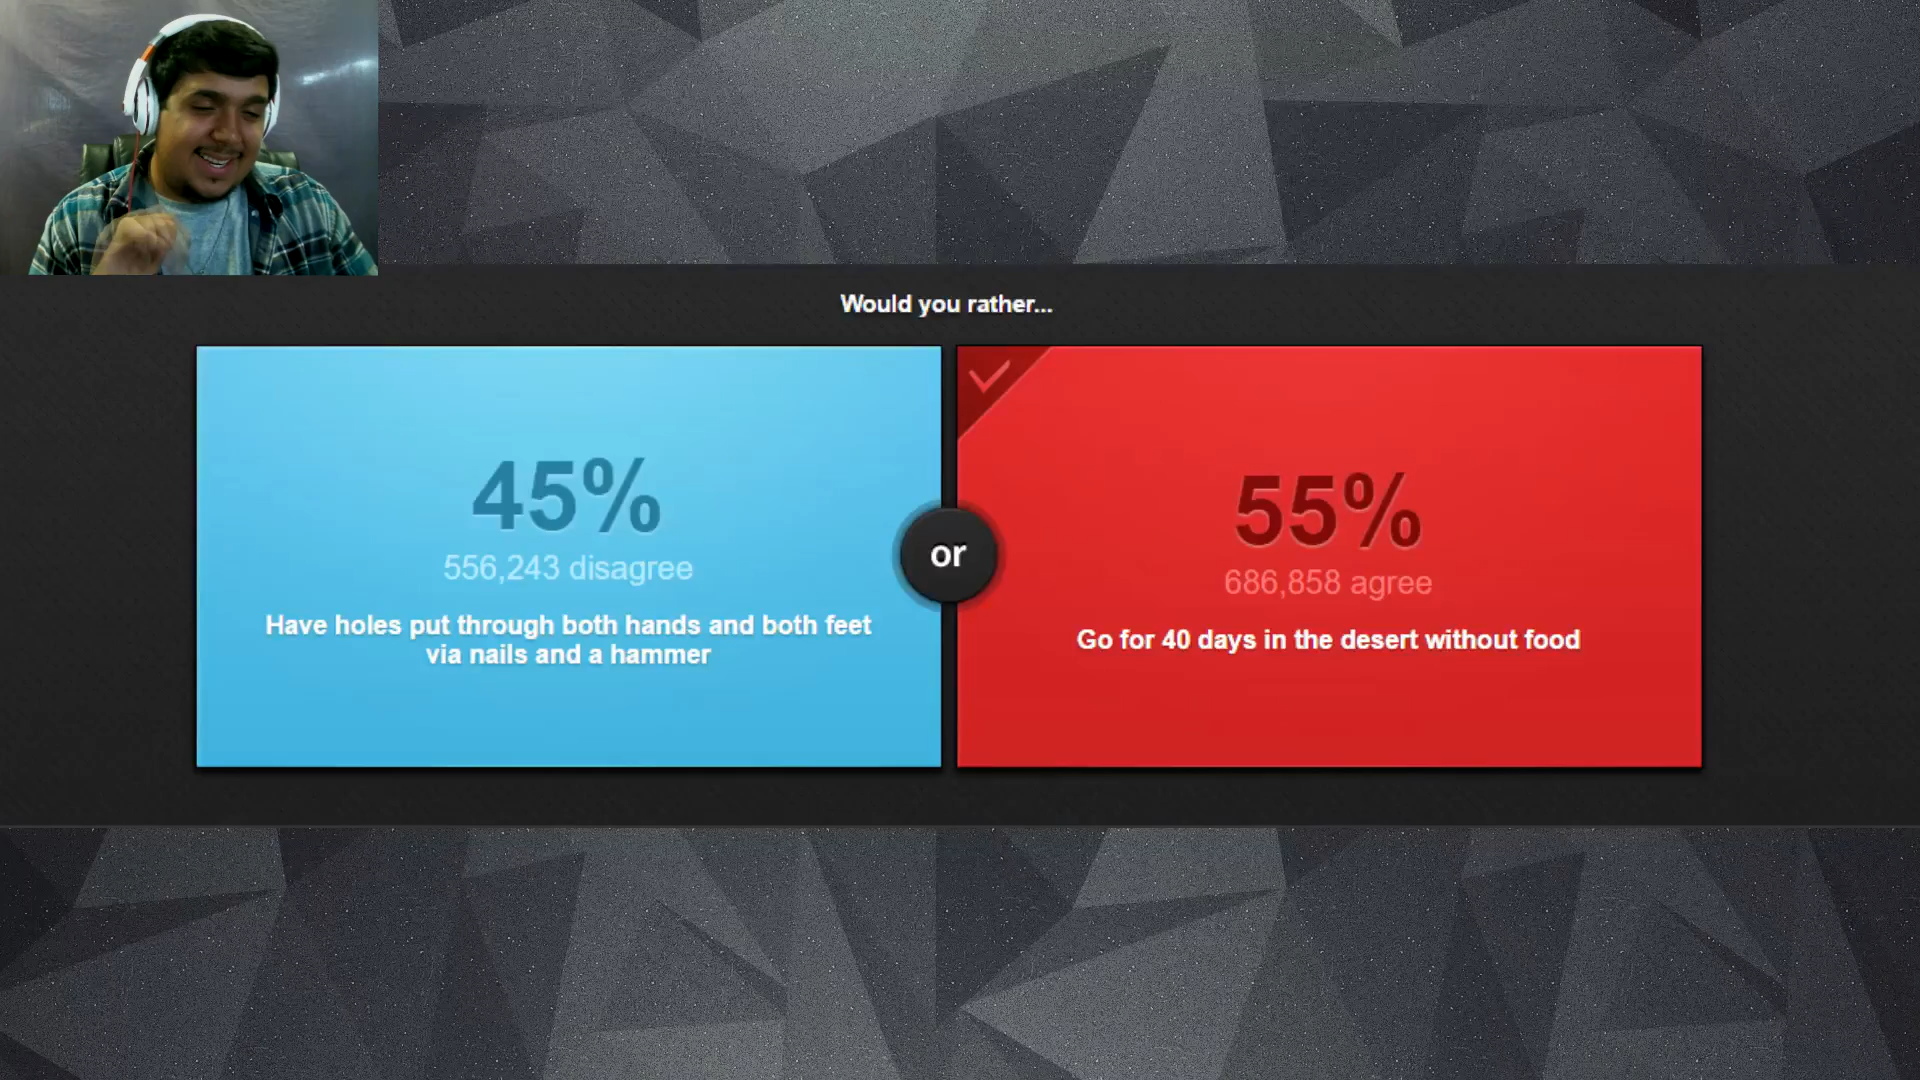 Would you rather...
45%
556,243 disagree
Have holes put through both hands and both feet
via nails and a hammer
or
55%
686,858 agree
Go for 40 days in the desert without food